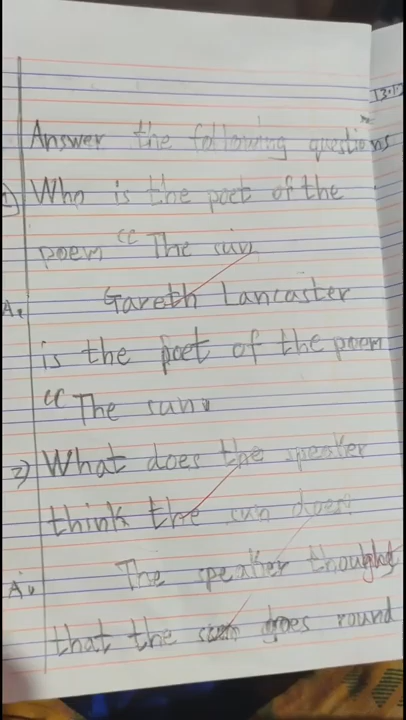 13.1
Answer the following questions
1) Who is the poet of the
poem “ The sun
A. Gareth Lancaster
is the poet of the poem
“ The sun.
2) What does the speaker
think the sun does?
A. The speaker thought
that the sun goes round